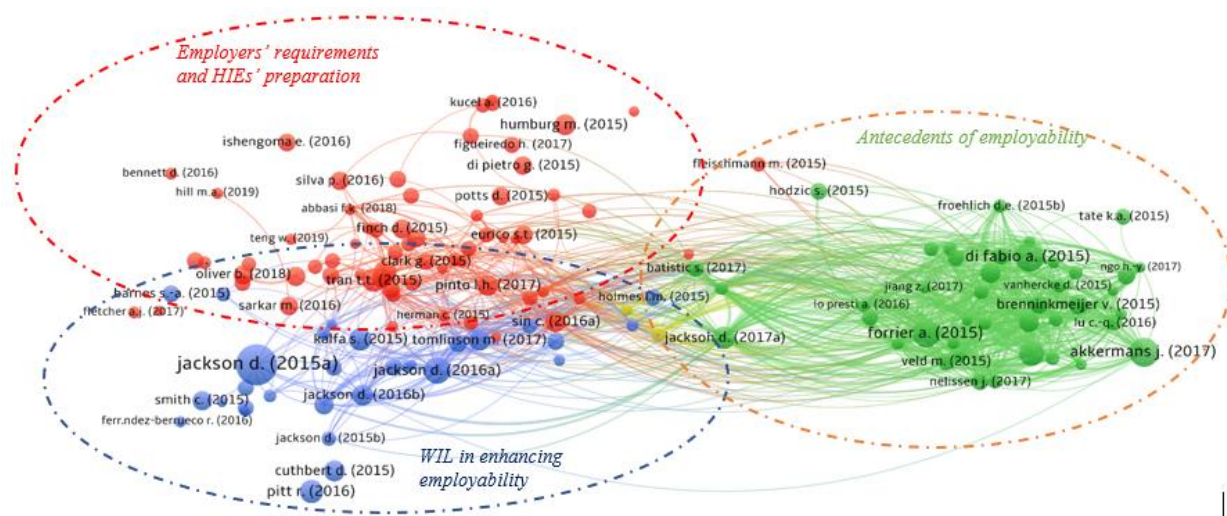 Employers’ requirements
and HIEs’ preparation
kucel a. (2016)
humburg m. (2015)
ishengoma e. (2016)
figueiredo h. (2017)
di pietro g. (2015)
bennett d. (2016)
hill m.a. (2019)
silva p. (2016)
potts d. (2015)
abbasi f.k. (2018)
finch d. (2015)
eurico s.t. (2015)
teng w. (2019)
clark g. (2015)
oliver b. (2018)
tran t.t. (2015)
pinto l.h. (2017)
barnes s.-a. (2015)
fletcher a.j. (2017)
sarkar m. (2016)
herman c. (2015)
sin c. (2016a)
Antecedents of employability
fleischmann m. (2015)
hodzic s. (2015)
froehlich d.e. (2015b)
tate k.a. (2015)
di fabio a. (2015)
batistic s. (2017)
ngo h.-y. (2017)
jiang z. (2017)
vanhercke d. (2015)
holmes l.m. (2015)
lo presti a. (2016)
brenninkmeijer v. (2015)
lu c.-q. (2016)
jackson d. (2017a)
forrier a. (2015)
akkermans j. (2017)
veld m. (2015)
nelissen j. (2017)
kalfa s. (2015)
tomlinson m. (2017)
jackson d. (2015a)
jackson d. (2016a)
smith c. (2015)
jackson d. (2016b)
ferr.ndez-berrueco r. (2016)
jackson d. (2015b)
cuthbert d. (2015)
pitt r. (2016)
WIL in enhancing
employability